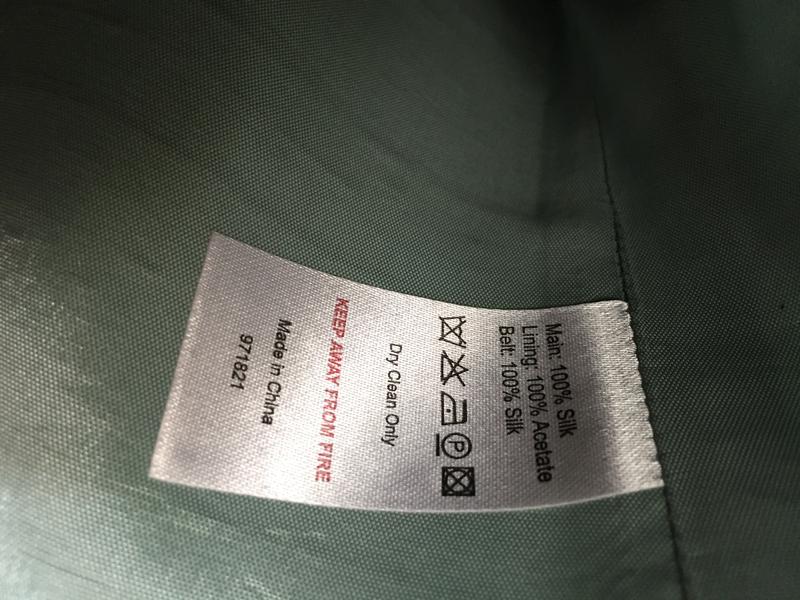 Main: 100% Silk
Lining: 100% Acetate
Belt: 100% Silk
P
Dry Clean Only
KEEP AWAY FROM FIRE
Made in China
971821